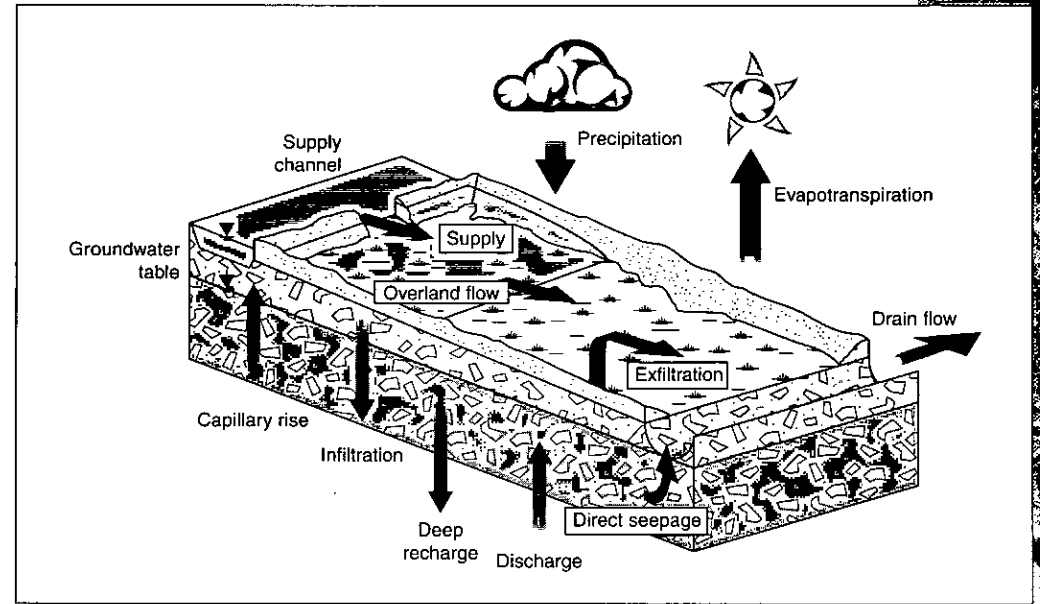 Precipitation
Supply
channel
Evapotranspiration
Supply
Groundwater
table
Overland flow
Drain flow
Exfiltration
Capillary rise
Infiltration
Direct seepage
Deep
recharge
Discharge